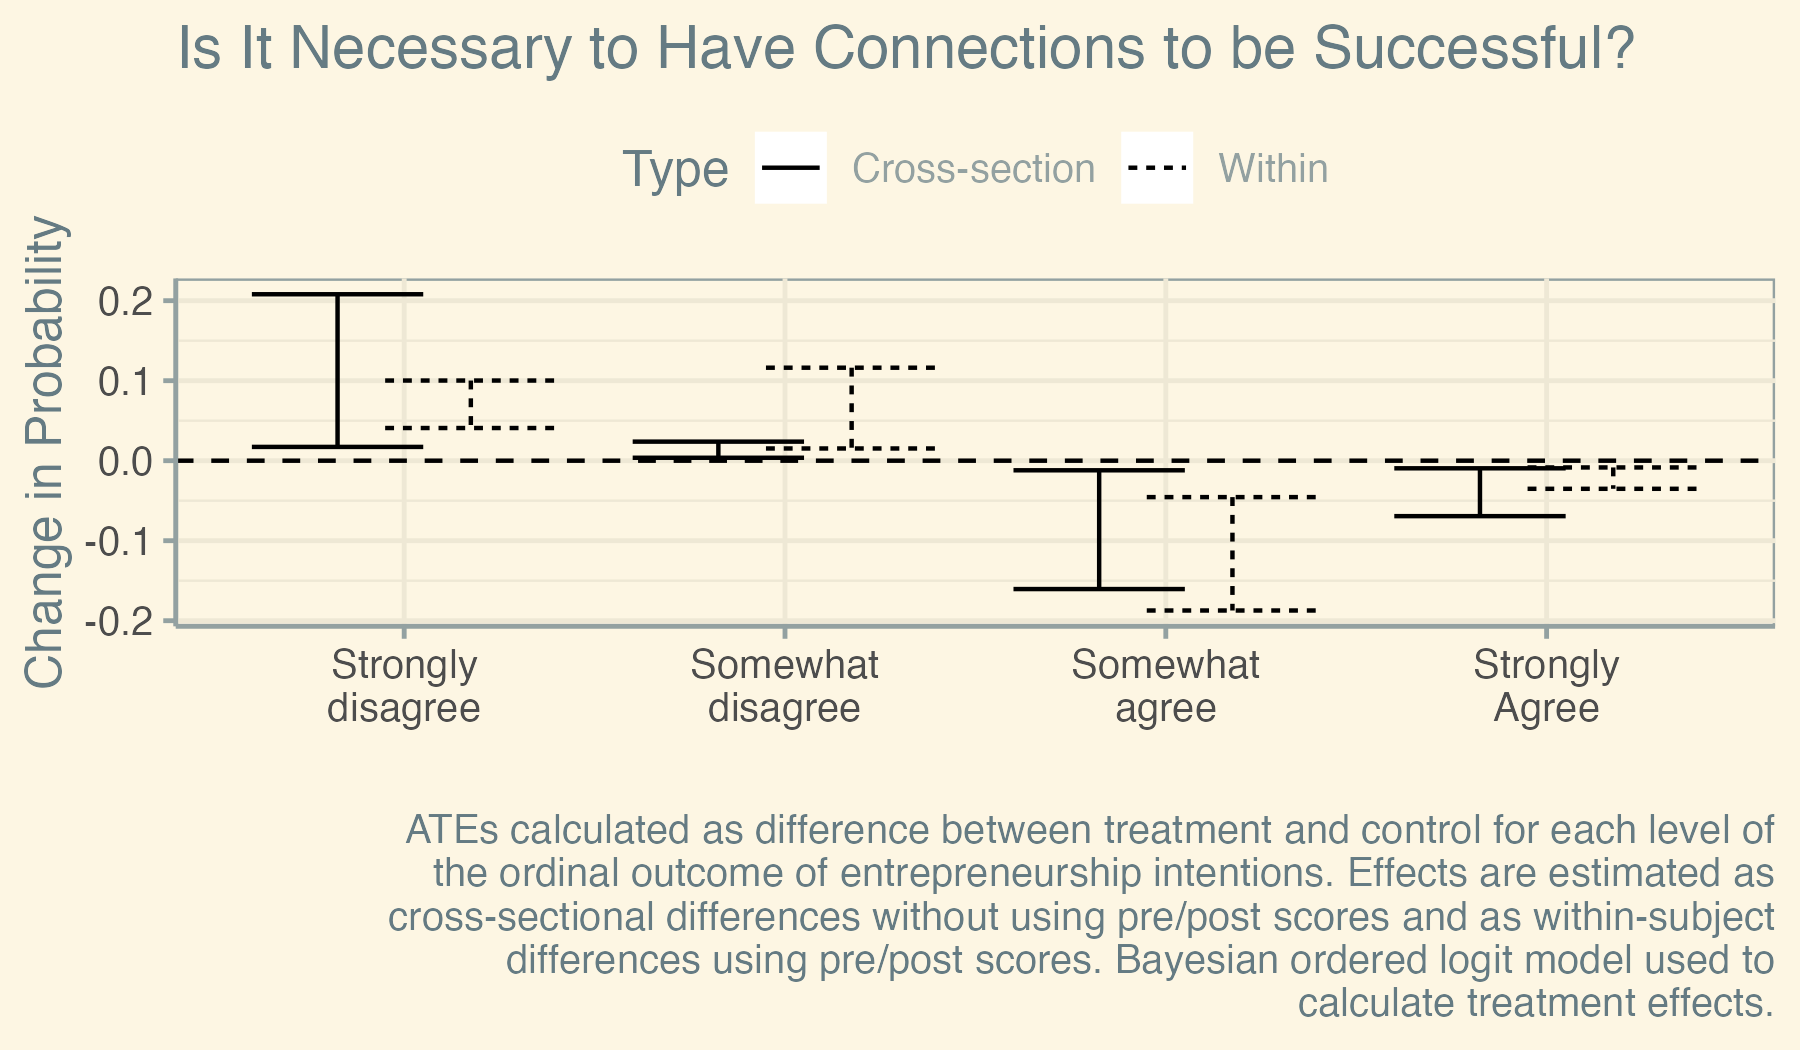 Is It Necessary to Have Connections to be Successful?
Type Cross-section Within
Change in Probability
0.2
0.1
0.0
-0.1
-0.2
Strongly disagree
Somewhat disagree
Somewhat agree
Strongly Agree
ATEs calculated as difference between treatment and control for each level of
the ordinal outcome of entrepreneurship intentions. Effects are estimated as
cross-sectional differences without using pre/post scores and as within-subject
differences using pre/post scores. Bayesian ordered logit model used to
calculate treatment effects.